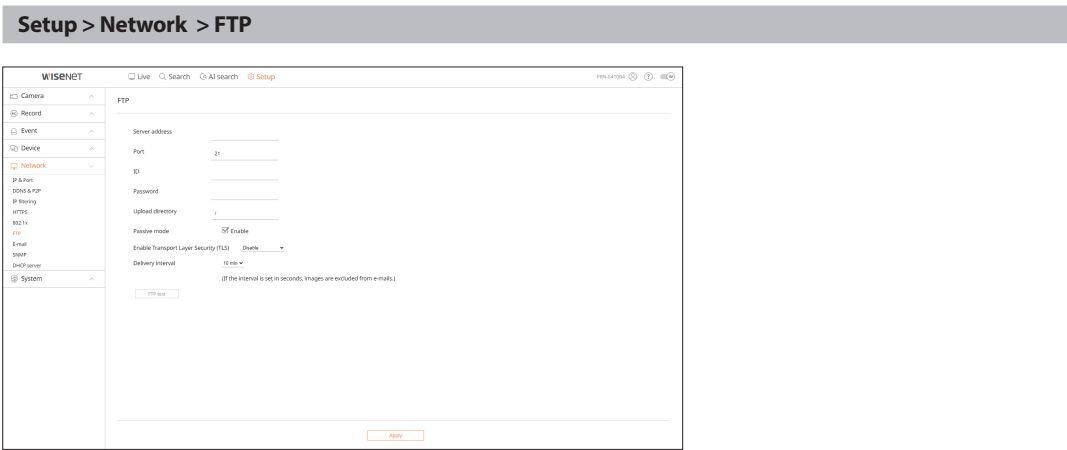 Setup > Network > FTP
WISENET
Live
Search
AI search
Setup
PRN-6410B4
?
Camera
Record
Event
Device
Network
IP & Port
DDNS & P2P
IP filtering
HTTPS
802.1x
FTP
E-mail
SNMP
DHCP server
System
FTP
Server address
Port 21
ID
Password
Upload directory /
Passive mode Enable
Enable Transport Layer Security (TLS) Disable
Delivery interval 10 min
(If the interval is set in seconds, images are excluded from e-mails.)
FTP test
Apply